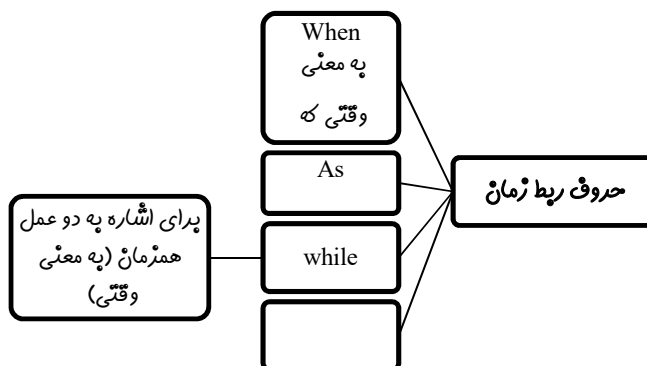 حروف ربط زمان
When
به معنی
وقتی که
As
while
برای اشاره به دو عمل
همزمان (به معنی
وقتی)